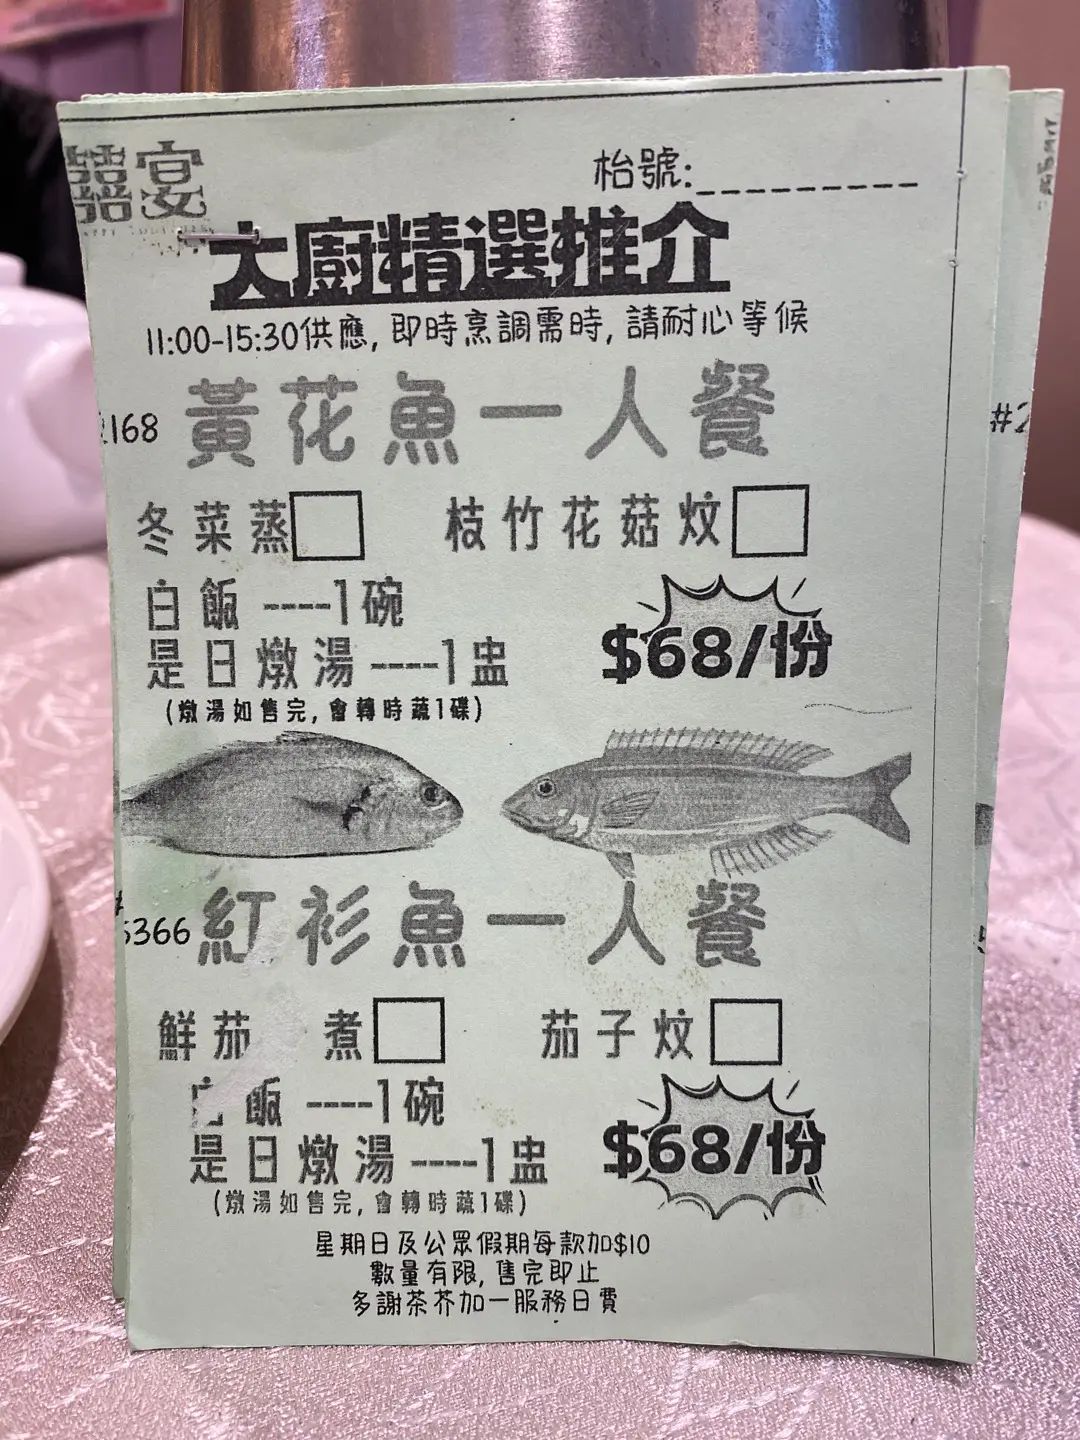 囍宴
枱號:_________
大廚精選推介
11:00-15:30供應, 即時烹調需時, 請耐心等候
2168 黃花魚一人餐 #2
冬菜蒸 枝竹花菇炆
白飯 ----1碗
是日燉湯----1盅
$68/份
(燉湯如售完, 會轉時蔬1碟)
#
5366 紅衫魚一人餐
鮮茄 煮 茄子炆
白飯 ----1碗
是日燉湯----1盅
$68/份
(燉湯如售完, 會轉時蔬1碟)
星期日及公眾假期每款加$10
數量有限, 售完即止
多謝茶芥加一服務日費